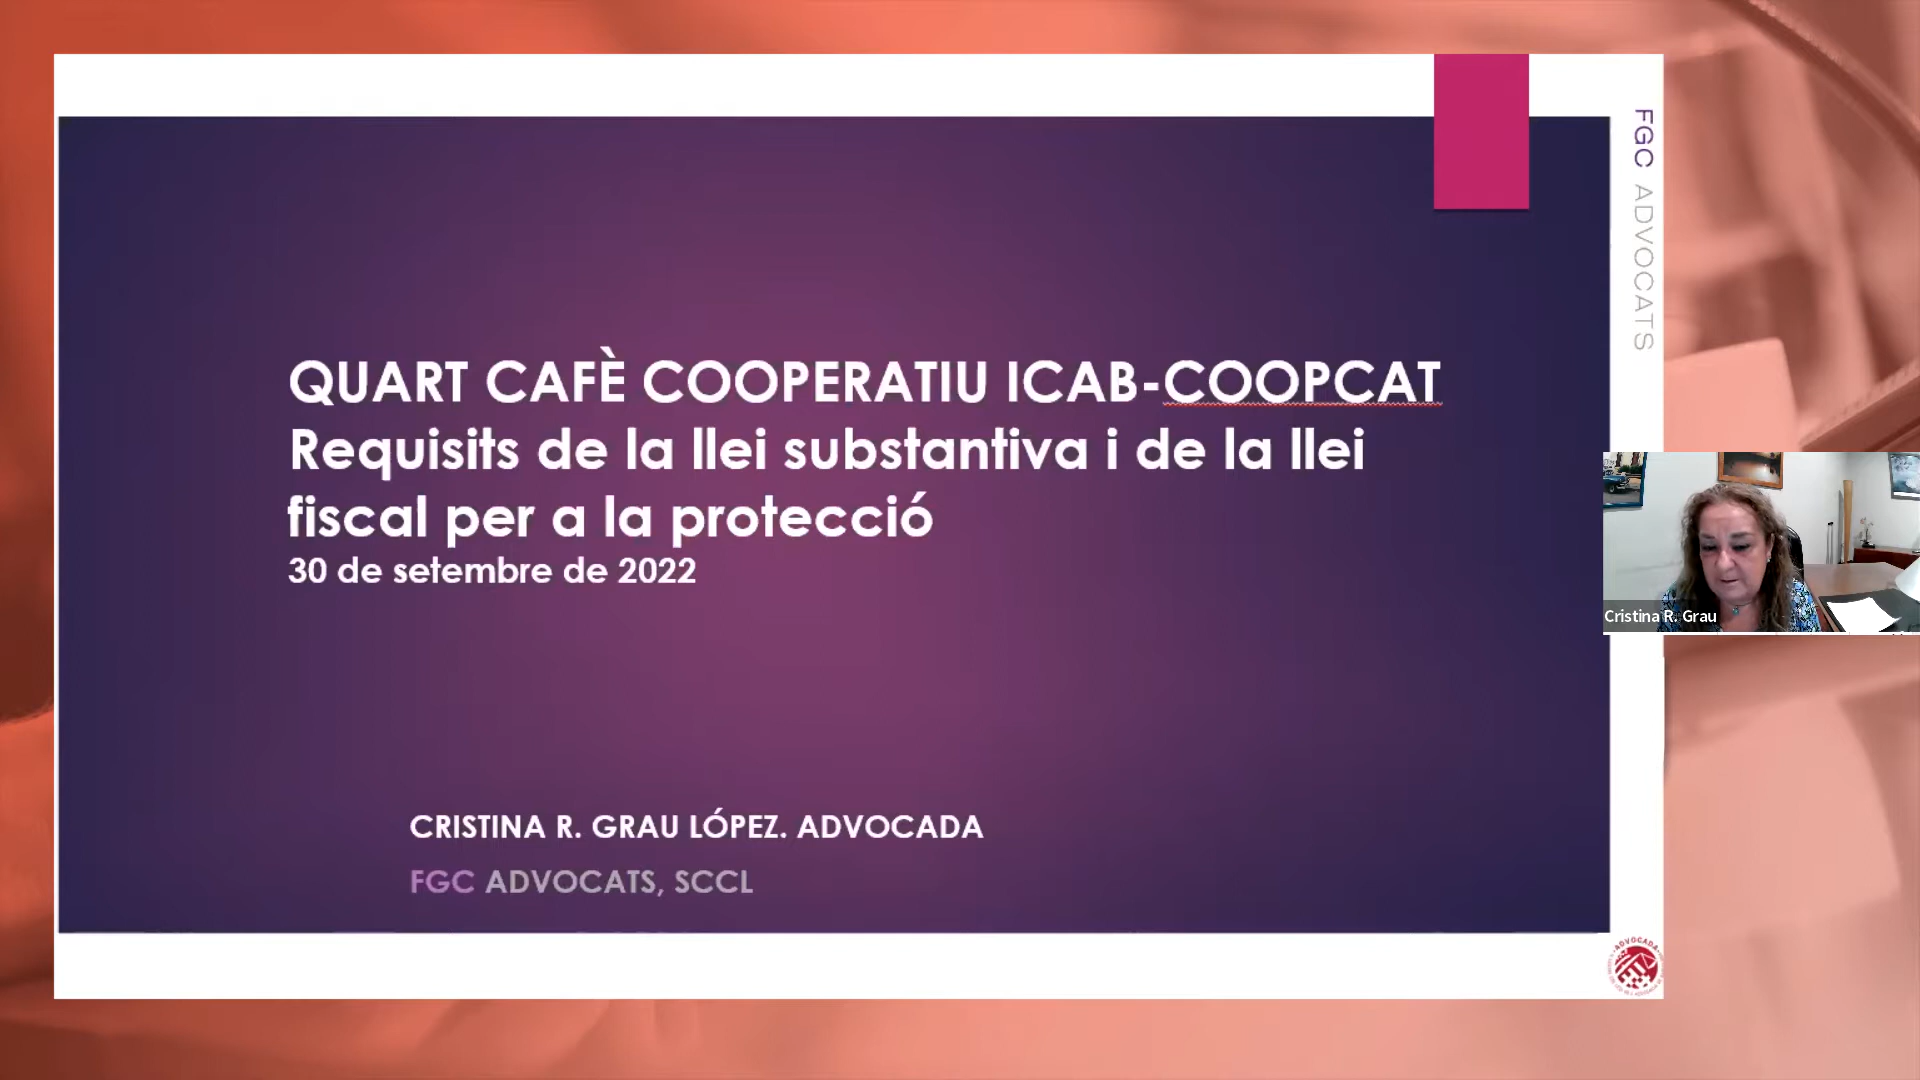 QUART CAFÈ COOPERATIU ICAB-COOPCAT
Requisits de la llei substantiva i de la llei
fiscal per a la protecció
30 de setembre de 2022
CRISTINA R. GRAU LÓPEZ. ADVOCADA
FGC ADVOCATS, SCCL
FGC ADVOCATS
Cristina R. Grau
ADVOCADA